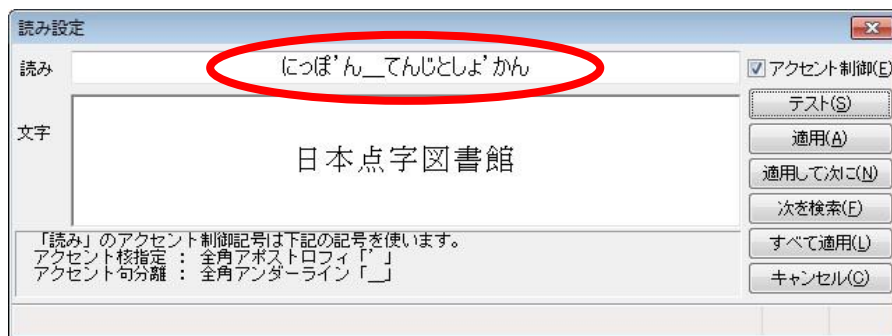 読み設定
読み
にっぽ’ん＿てんじとしょ’かん
アクセント制御(E)
テスト(S)
文字
日本点字図書館
適用(A)
適用して次に(N)
次を検索(F)
すべて適用(L)
キャンセル(C)
「読み」のアクセント制御記号は下記の記号を使います。
アクセント核指定 ： 全角アポストロフィ「’」
アクセント句分離 ： 全角アンダーライン「＿」